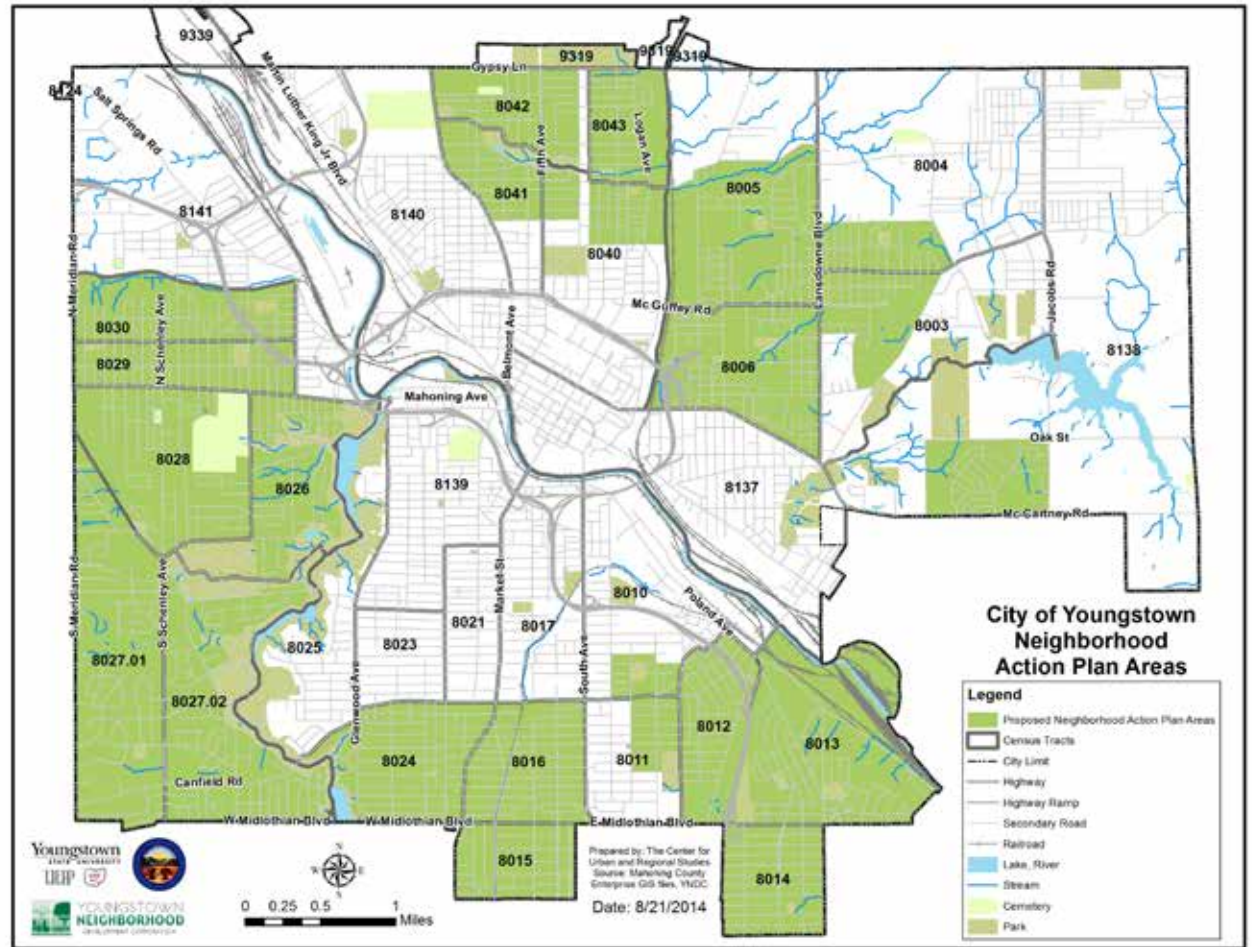 9339
9319
9319
9319
Gypsy Ln
8124
Salt Springs Rd
Martin Luther King Jr Blvd
8042
8043
Logan Ave
Fifth Ave
8004
8005
8041
8141
8140
8040
Lansdowne Blvd
N Meridian Rd
N Schenley Ave
8030
8029
Mc Guffey Rd
8003
Jacobs Rd
8138
Belmont Ave
8006
Mahoning Ave
8028
8026
8139
8137
Oak St
Mc Cartney Rd
S Meridian Rd
S Schenley Ave
Market St
8010
Poland Ave
8021
8017
8025
8023
South Ave
Glenwood Ave
8027.01
8027.02
8012
8013
8024
8016
8011
Canfield Rd
W Midlothian Blvd
W Midlothian Blvd
E Midlothian Blvd
8015
8014
City of Youngstown
Neighborhood
Action Plan Areas
Legend
Proposed Neighborhood Action Plan Areas
Census Tracts
City Limit
Highway
Highway Ramp
Secondary Road
Railroad
Lake, River
Stream
Cemetery
Park
Youngstown
STATE UNIVERSITY
YOUNGSTOWN
NEIGHBORHOOD
DEVELOPMENT CORPORATION
N
W E
S
0 0.25 0.5 1
Miles
Prepared by: The Center for
Urban and Regional Studies
Source: Mahoning County
Enterprise GIS files, YNDC
Date: 8/21/2014